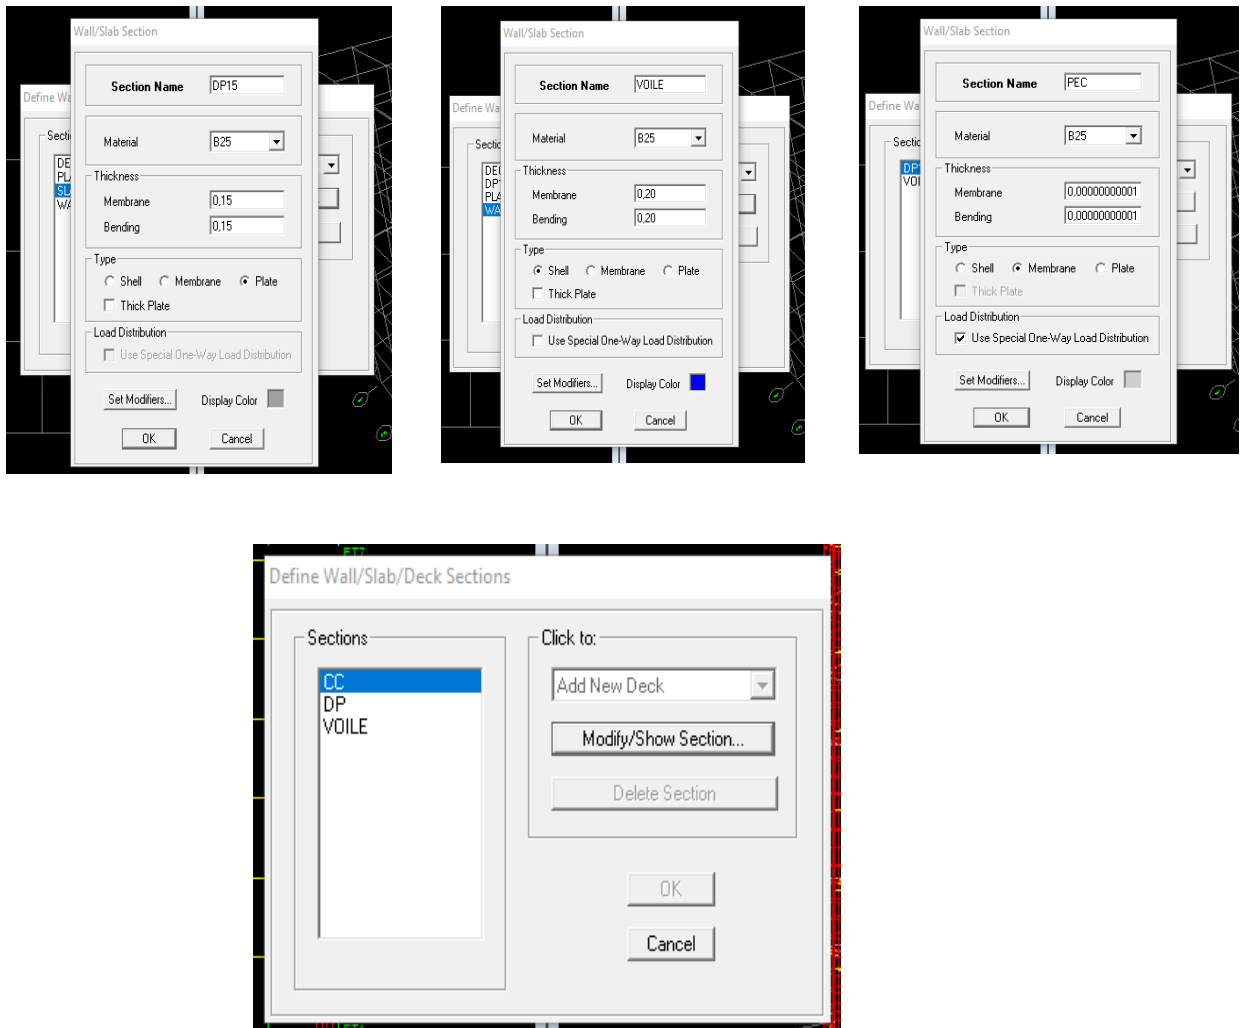 Wall/Slab Section
Section Name DP15
Define Wa
Secti
DE
PL
SL
WA
Material B25
Thickness
Membrane 0,15
Bending 0,15
Type
Shell Membrane Plate
Thick Plate
Load Distribution
Use Special One-Way Load Distribution
Set Modifiers... Display Color
OK Cancel
Wall/Slab Section
Section Name VOILE
Define Wa
Sectic
DEC
DP1
PLA
WA
Material B25
Thickness
Membrane 0,20
Bending 0,20
Type
Shell Membrane Plate
Thick Plate
Load Distribution
Use Special One-Way Load Distribution
Set Modifiers... Display Color
OK Cancel
Wall/Slab Section
Section Name PEC
Define Wa
Sectic
DP
VOI
Material B25
Thickness
Membrane 0,00000000001
Bending 0,00000000001
Type
Shell Membrane Plate
Thick Plate
Load Distribution
Use Special One-Way Load Distribution
Set Modifiers... Display Color
OK Cancel
Define Wall/Slab/Deck Sections
Sections
CC
DP
VOILE
Click to:
Add New Deck
Modify/Show Section...
Delete Section
OK
Cancel